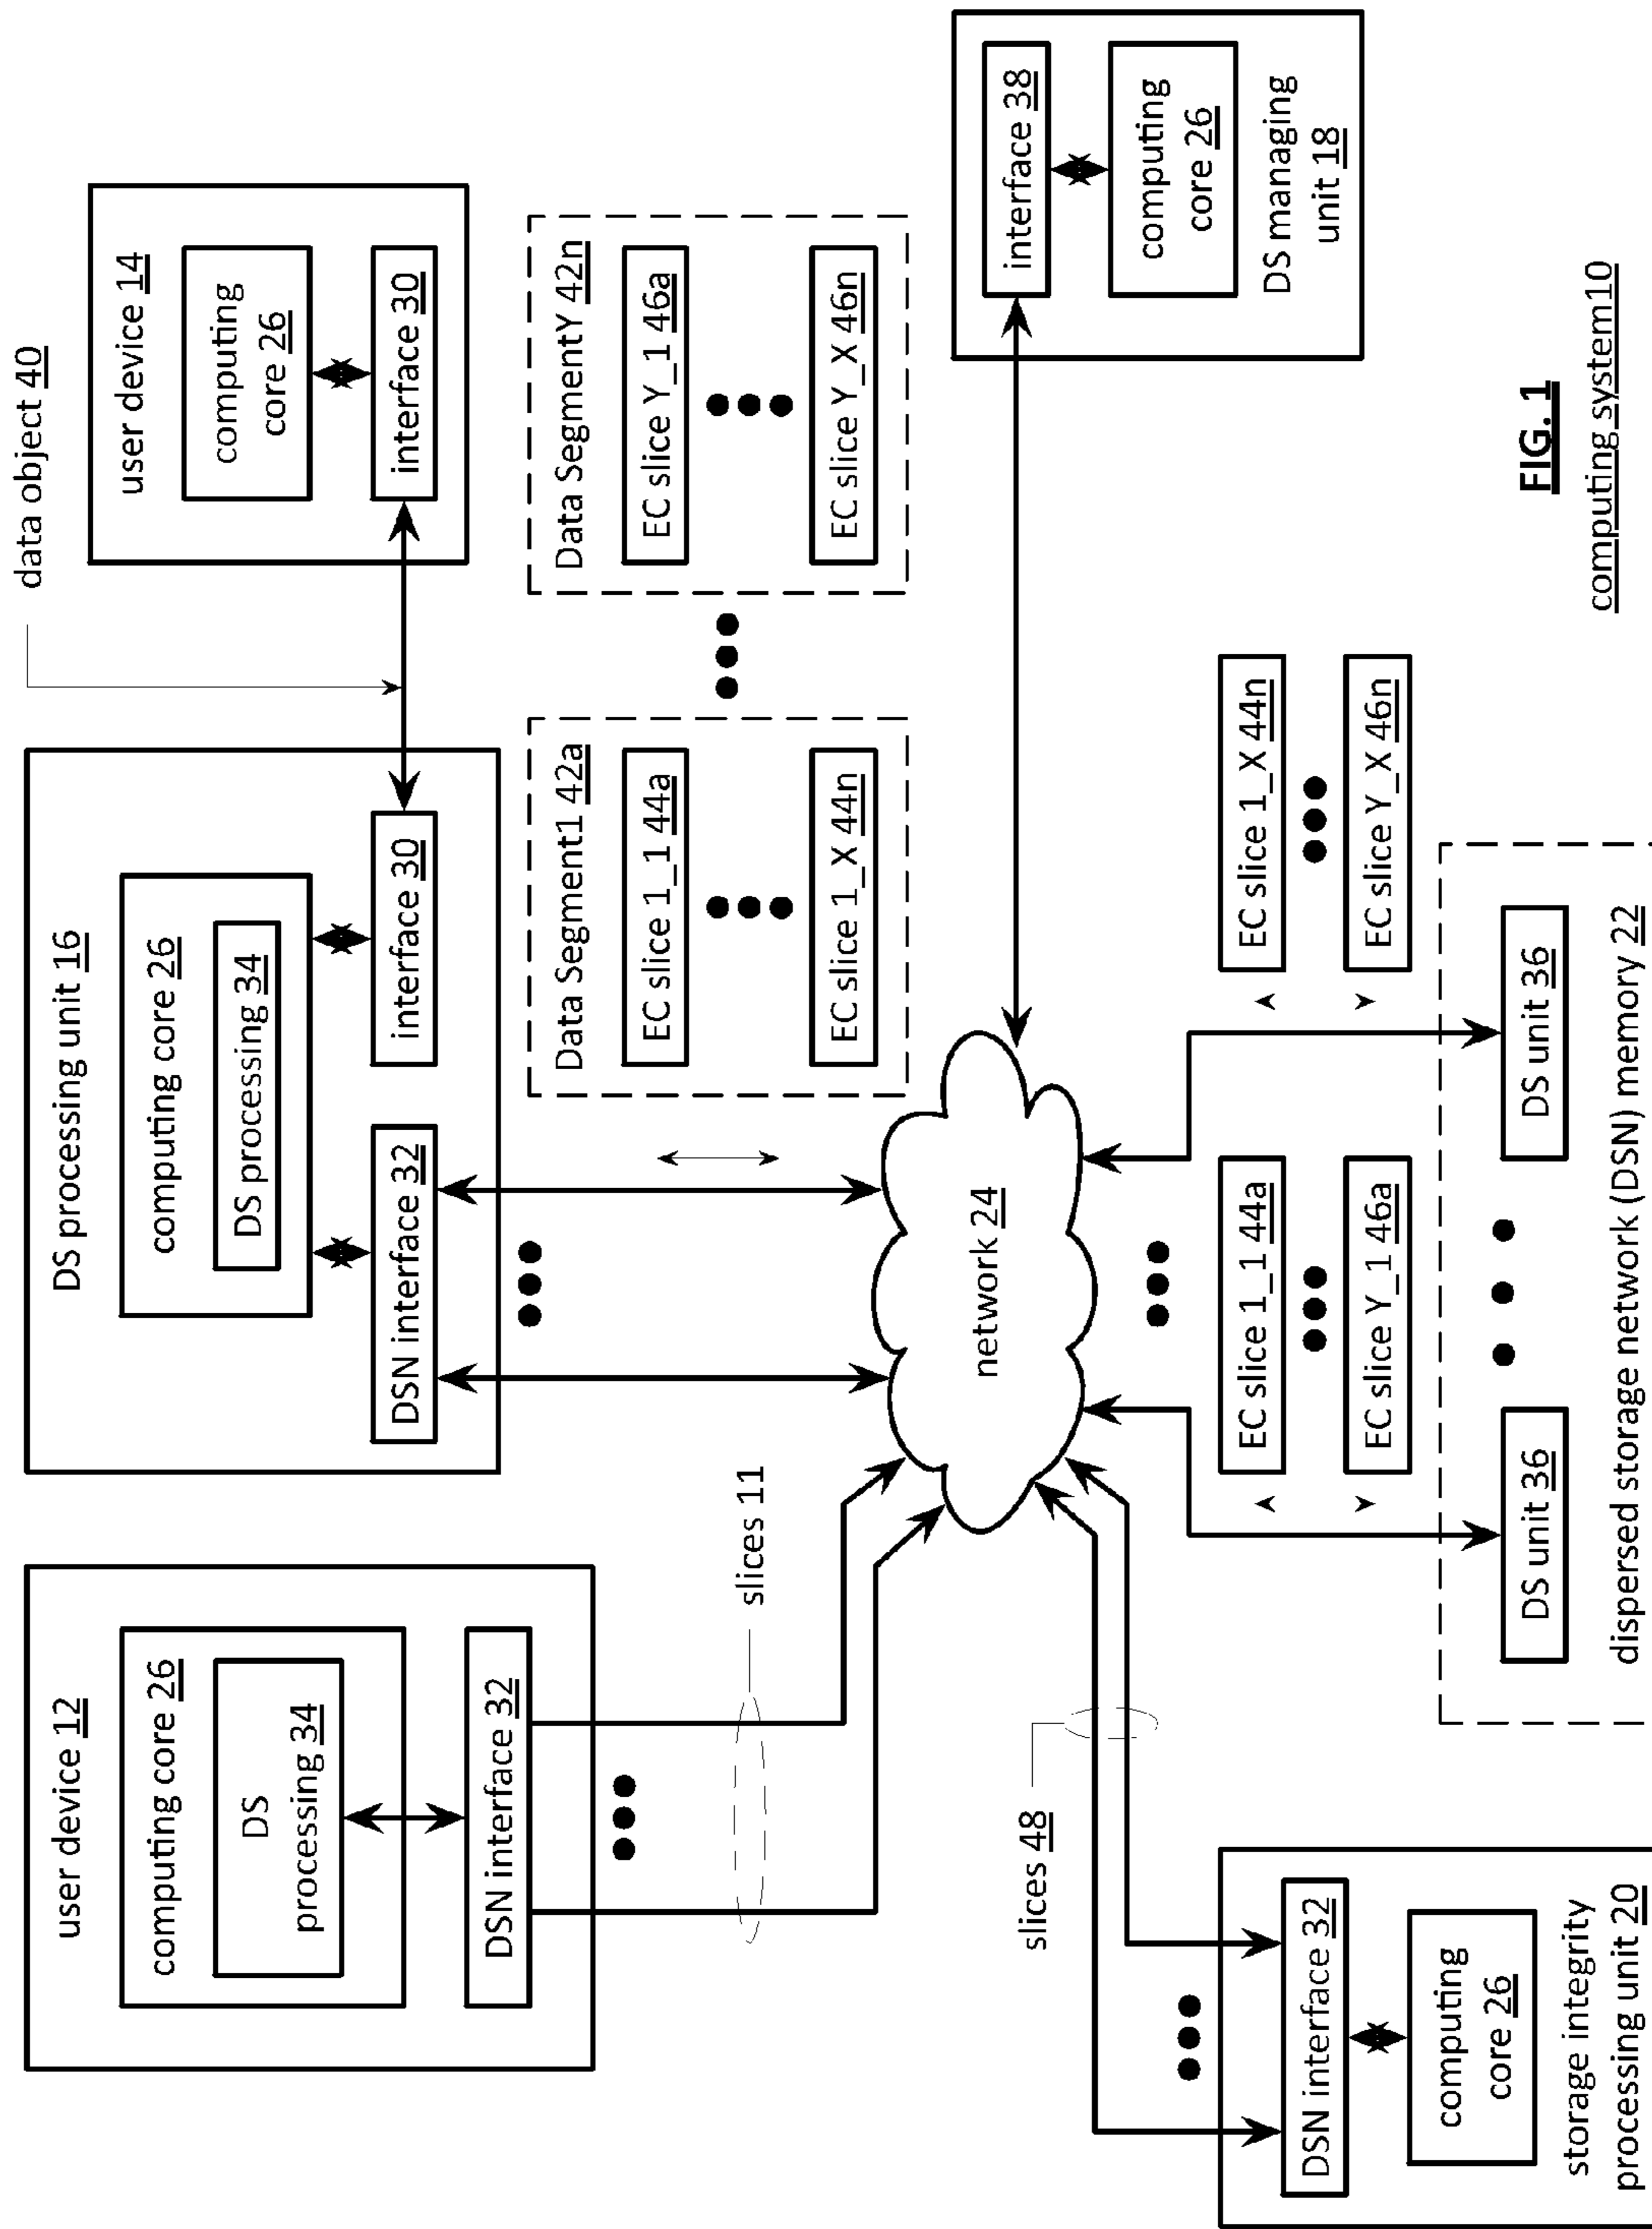 user device 12
computing core 26
DS
processing 34
DSN interface 32
slices 11
DS processing unit 16
computing core 26
DS processing 34
DSN interface 32
interface 30
data object 40
user device 14
computing
core 26
interface 30
Data Segment1 42a
EC slice 1_1 44a
EC slice 1_X 44n
Data SegmentY 42n
EC slice Y_1 46a
EC slice Y_X 46n
network 24
slices 48
DSN interface 32
computing
core 26
storage integrity
processing unit 20
EC slice 1_1 44a
EC slice Y_1 46a
EC slice 1_X 44n
EC slice Y_X 46n
DS unit 36
DS unit 36
dispersed storage network (DSN) memory 22
interface 38
computing
core 26
DS managing
unit 18
FIG. 1
computing system10